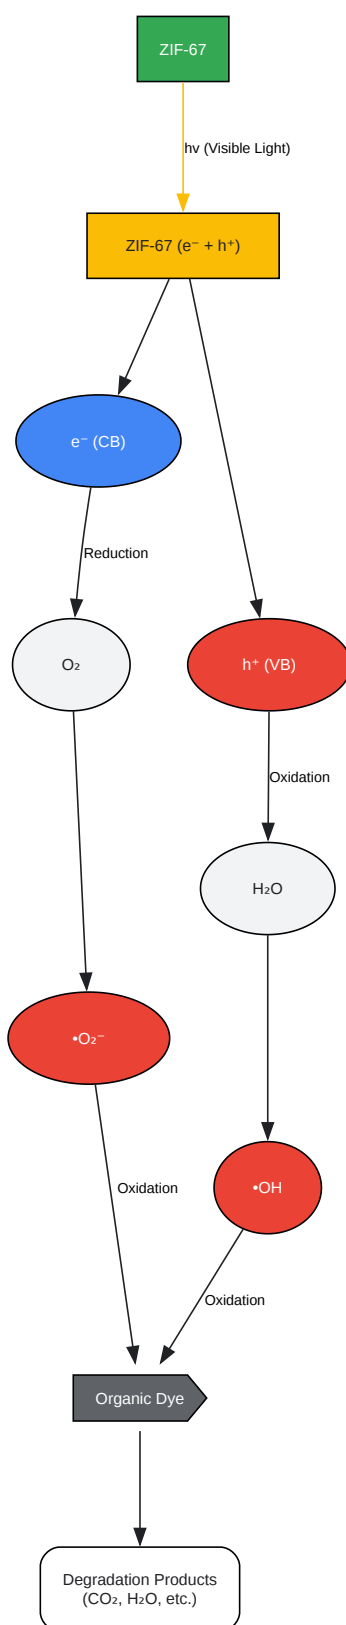 ZIF-67
hv (Visible Light)
ZIF-67 (e⁻ + h⁺)
e⁻ (CB)
Reduction
O₂
h⁺ (VB)
Oxidation
H₂O
•O₂⁻
•OH
Oxidation
Oxidation
Organic Dye
Degradation Products
(CO₂, H₂O, etc.)